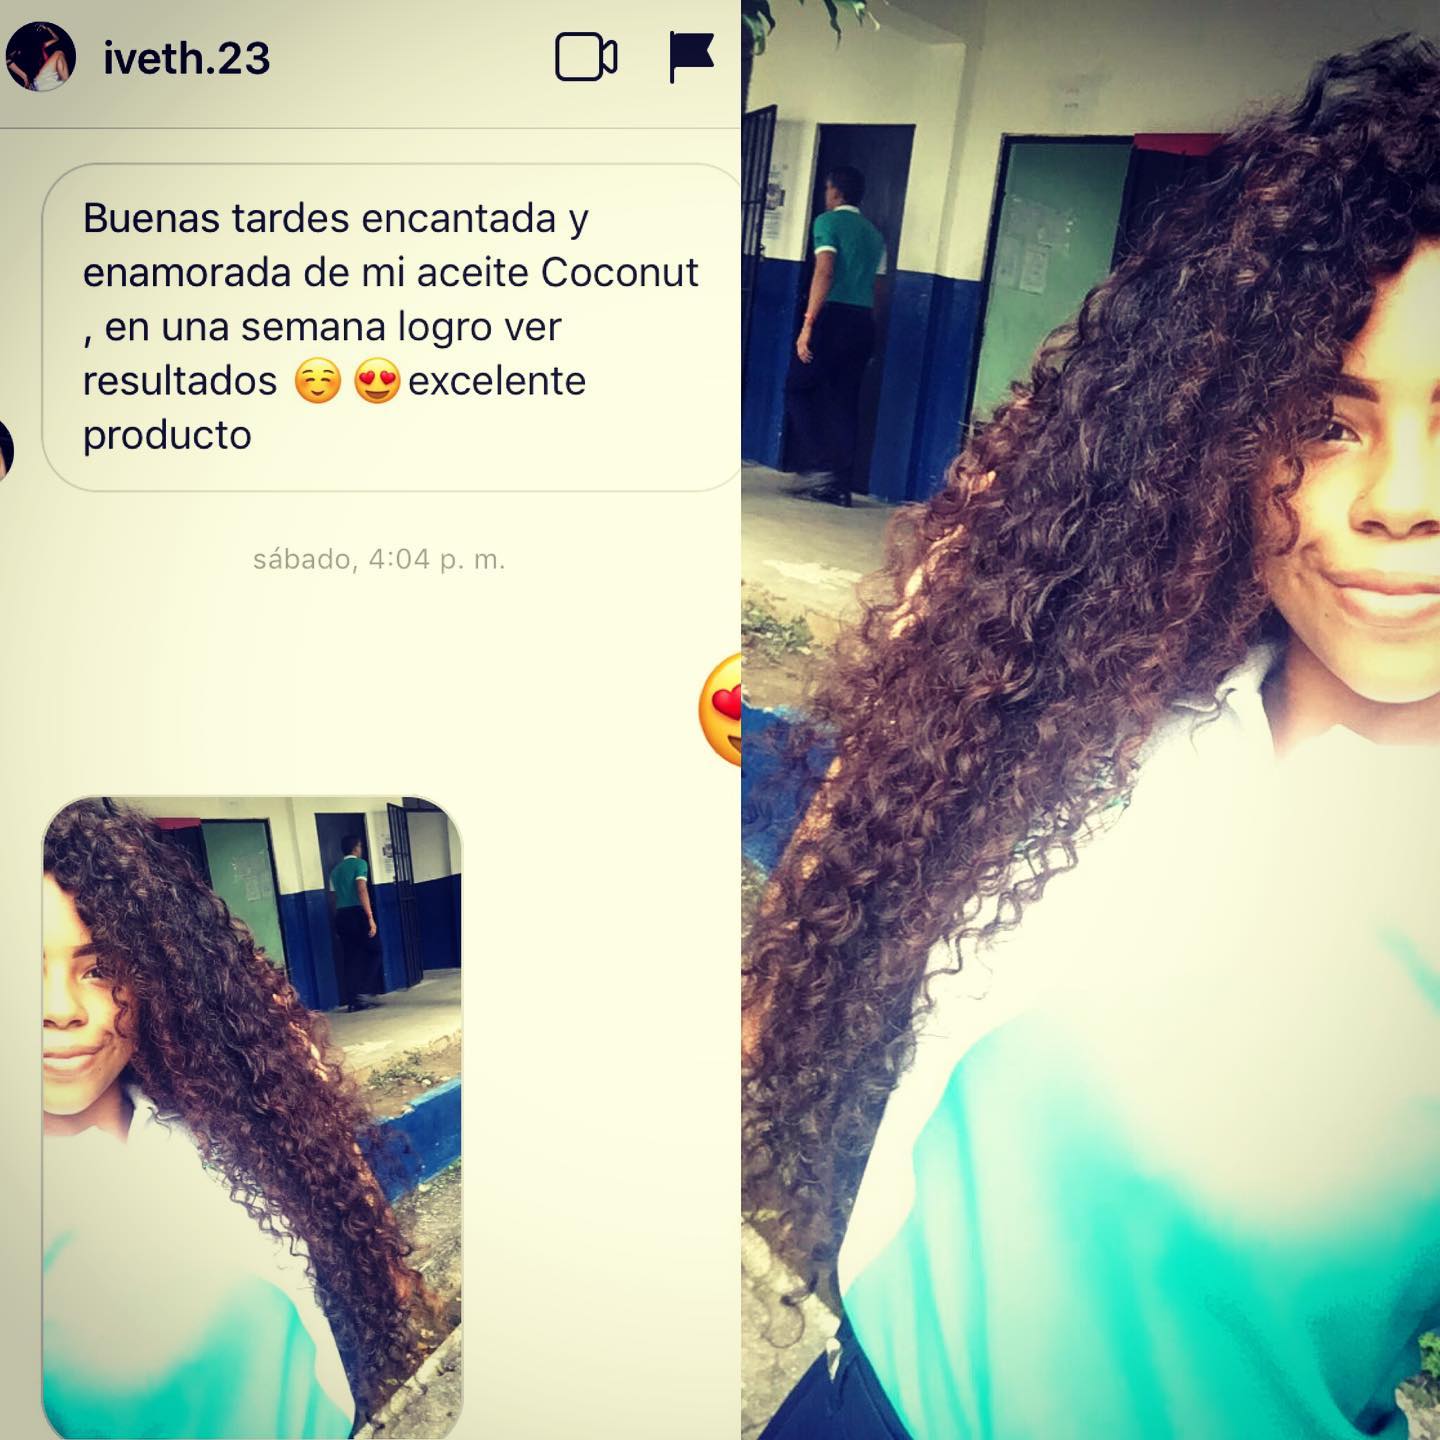 iveth.23
Buenas tardes encantada y
enamorada de mi aceite Coconut
, en una semana logro ver
resultados ☺️😍excelente
producto
sábado, 4:04 p. m.